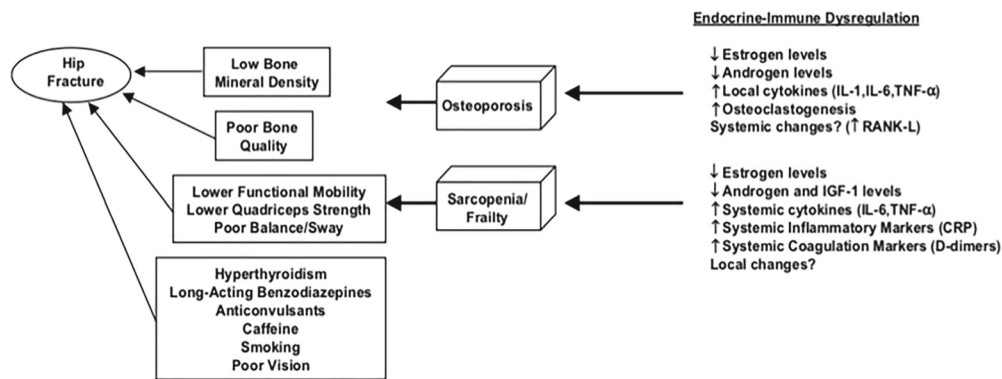 Endocrine-Immune Dysregulation
Hip
Fracture
Low Bone
Mineral Density
Poor Bone
Quality
Osteoporosis
↓Estrogen levels
↓Androgen levels
↑Local cytokines (IL-1,IL-6,TNF-α)
↑Osteoclastogenesis
Systemic changes? (↑RANK-L)
Lower Functional Mobility
Lower Quadriceps Strength
Poor Balance/Sway
Sarcopenia/
Frailty
↓Estrogen levels
↓Androgen and IGF-1 levels
↑Systemic cytokines (IL-6,TNF-α)
↑Systemic Inflammatory Markers (CRP)
↑Systemic Coagulation Markers (D-dimers)
Local changes?
Hyperthyroidism
Long-Acting Benzodiazepines
Anticonvulsants
Caffeine
Smoking
Poor Vision